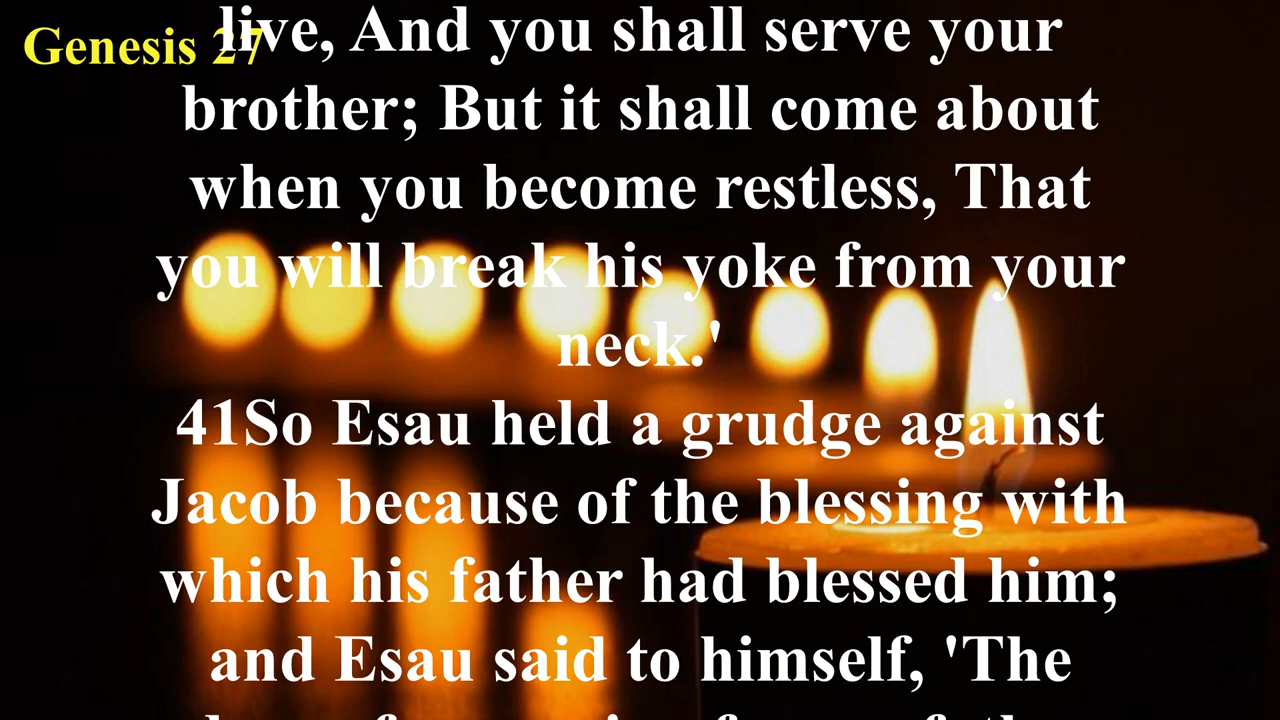 Genesis 27
live, And you shall serve your
brother; But it shall come about
when you become restless, That
you will break his yoke from your
neck.'
41So Esau held a grudge against
Jacob because of the blessing with
which his father had blessed him;
and Esau said to himself, 'The